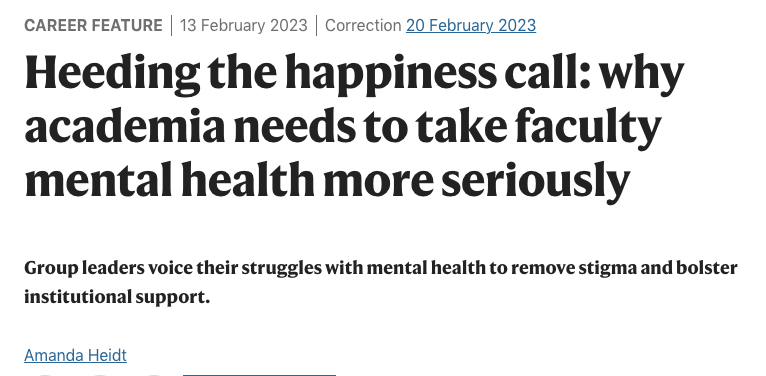 CAREER FEATURE | 13 February 2023 | Correction 20 February 2023
Heeding the happiness call: why
academia needs to take faculty
mental health more seriously
Group leaders voice their struggles with mental health to remove stigma and bolster
institutional support.
Amanda Heidt